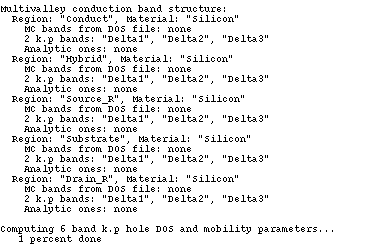 Multivalley conduction band structure:
Region: "Conduct", Material: "Silicon"
MC bands from DOS file: none
2 k.p bands: "Delta1", "Delta2", "Delta3"
Analytic ones: none
Region: "Hybrid", Material: "Silicon"
MC bands from DOS file: none
2 k.p bands: "Delta1", "Delta2", "Delta3"
Analytic ones: none
Region: "Source_R", Material: "Silicon"
MC bands from DOS file: none
2 k.p bands: "Delta1", "Delta2", "Delta3"
Analytic ones: none
Region: "Substrate", Material: "Silicon"
MC bands from DOS file: none
2 k.p bands: "Delta1", "Delta2", "Delta3"
Analytic ones: none
Region: "Drain_R", Material: "Silicon"
MC bands from DOS file: none
2 k.p bands: "Delta1", "Delta2", "Delta3"
Analytic ones: none
Computing 6 band k.p hole DOS and mobility parameters...
1 percent done